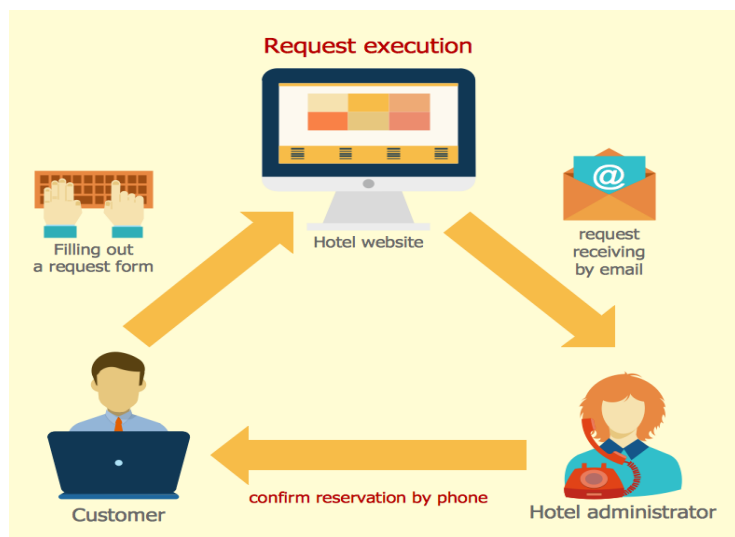 Request execution
@
Hotel website
Filling out
a request form
request
receiving
by email
Customer
confirm reservation by phone
Hotel administrator